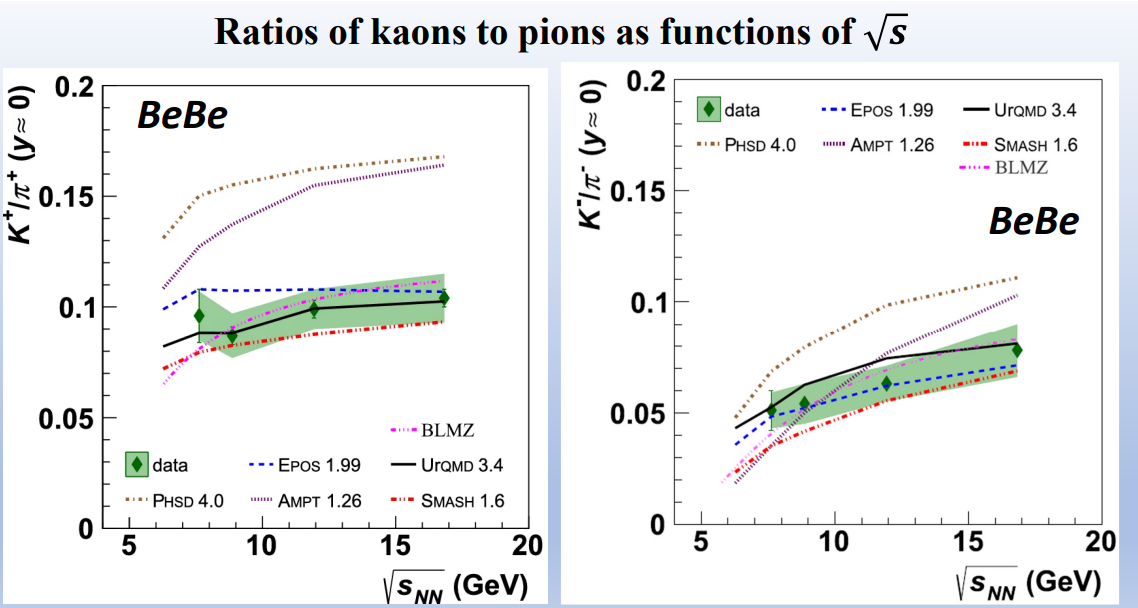 Ratios of kaons to pions as functions of √s
K⁺/π⁺ (y≈ 0)
0.2
0.15
0.1
0.05
0
BeBe
BLMZ
data
EPOS 1.99
URQMD 3.4
PHSD 4.0
AMPT 1.26
SMASH 1.6
5
10
15
20
√sNN (GeV)
K⁻/π⁻ (y≈ 0)
0.2
0.15
0.1
0.05
0
data
EPOS 1.99
URQMD 3.4
PHSD 4.0
AMPT 1.26
SMASH 1.6
BLMZ
BeBe
5
10
15
20
√sNN (GeV)